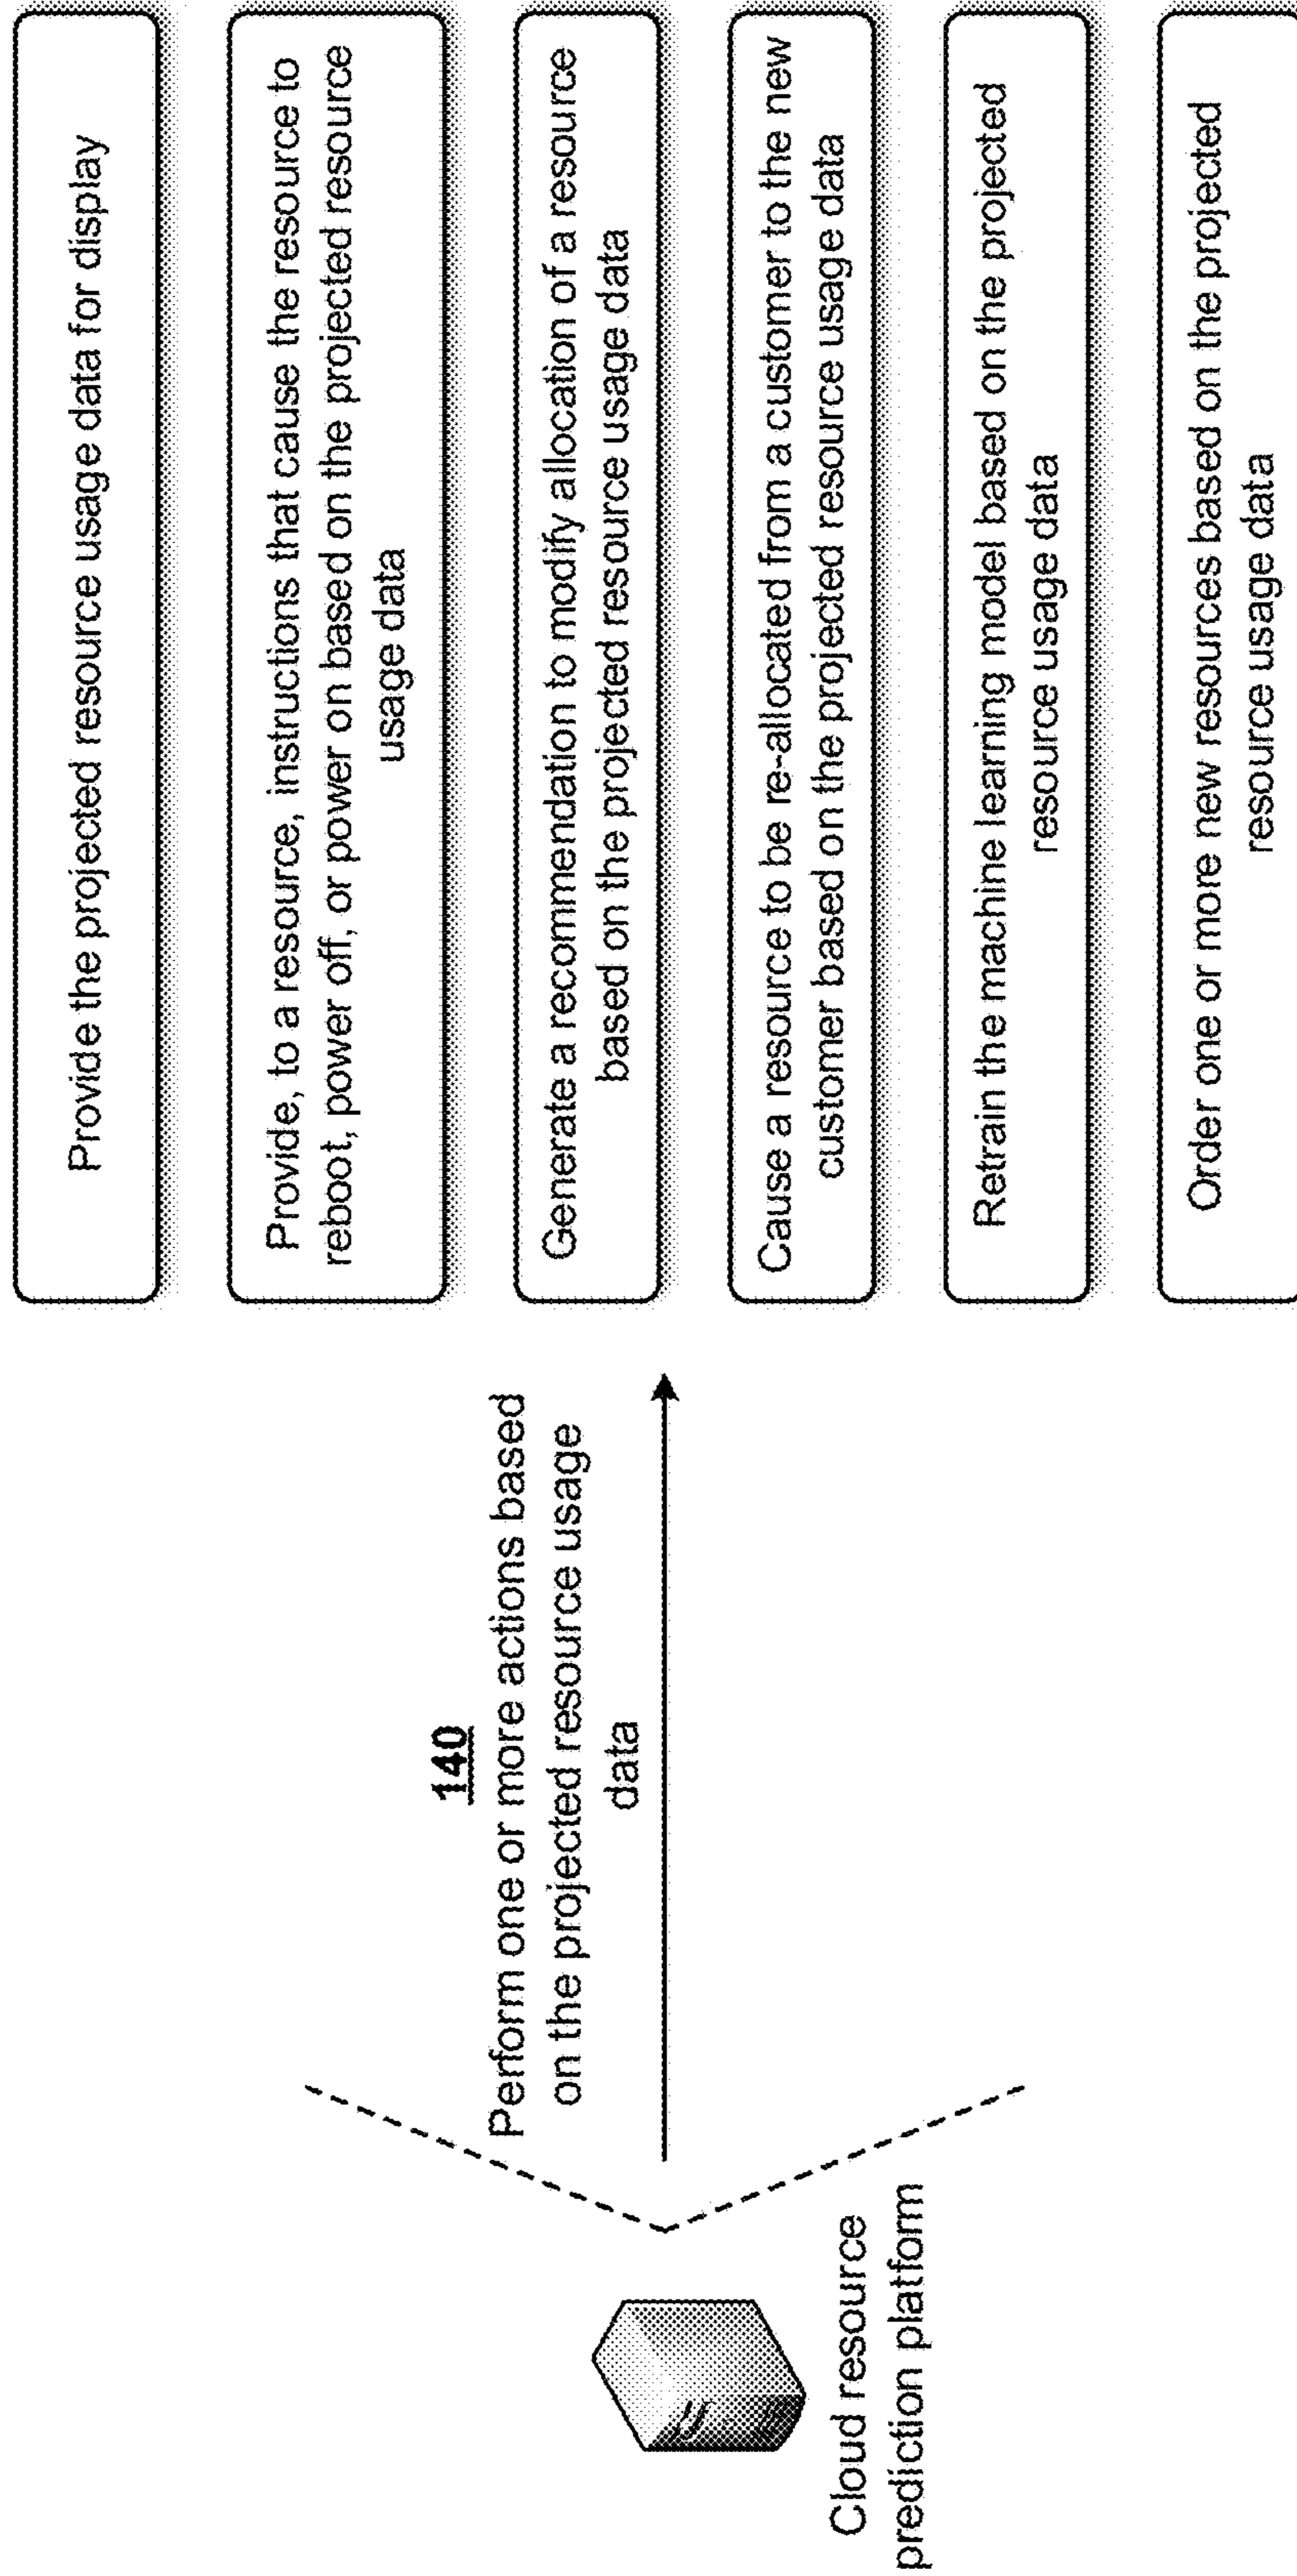 140
Perform one or more actions based
on the projected resource usage
data
Cloud resource
prediction platform
Provide the projected resource usage data for display
Provide, to a resource, instructions that cause the resource to
reboot, power off, or power on based on the projected resource
usage data
Generate a recommendation to modify allocation of a resource
based on the projected resource usage data
Cause a resource to be re-allocated from a customer to the new
customer based on the projected resource usage data
Retrain the machine learning model based on the projected
resource usage data
Order one or more new resources based on the projected
resource usage data